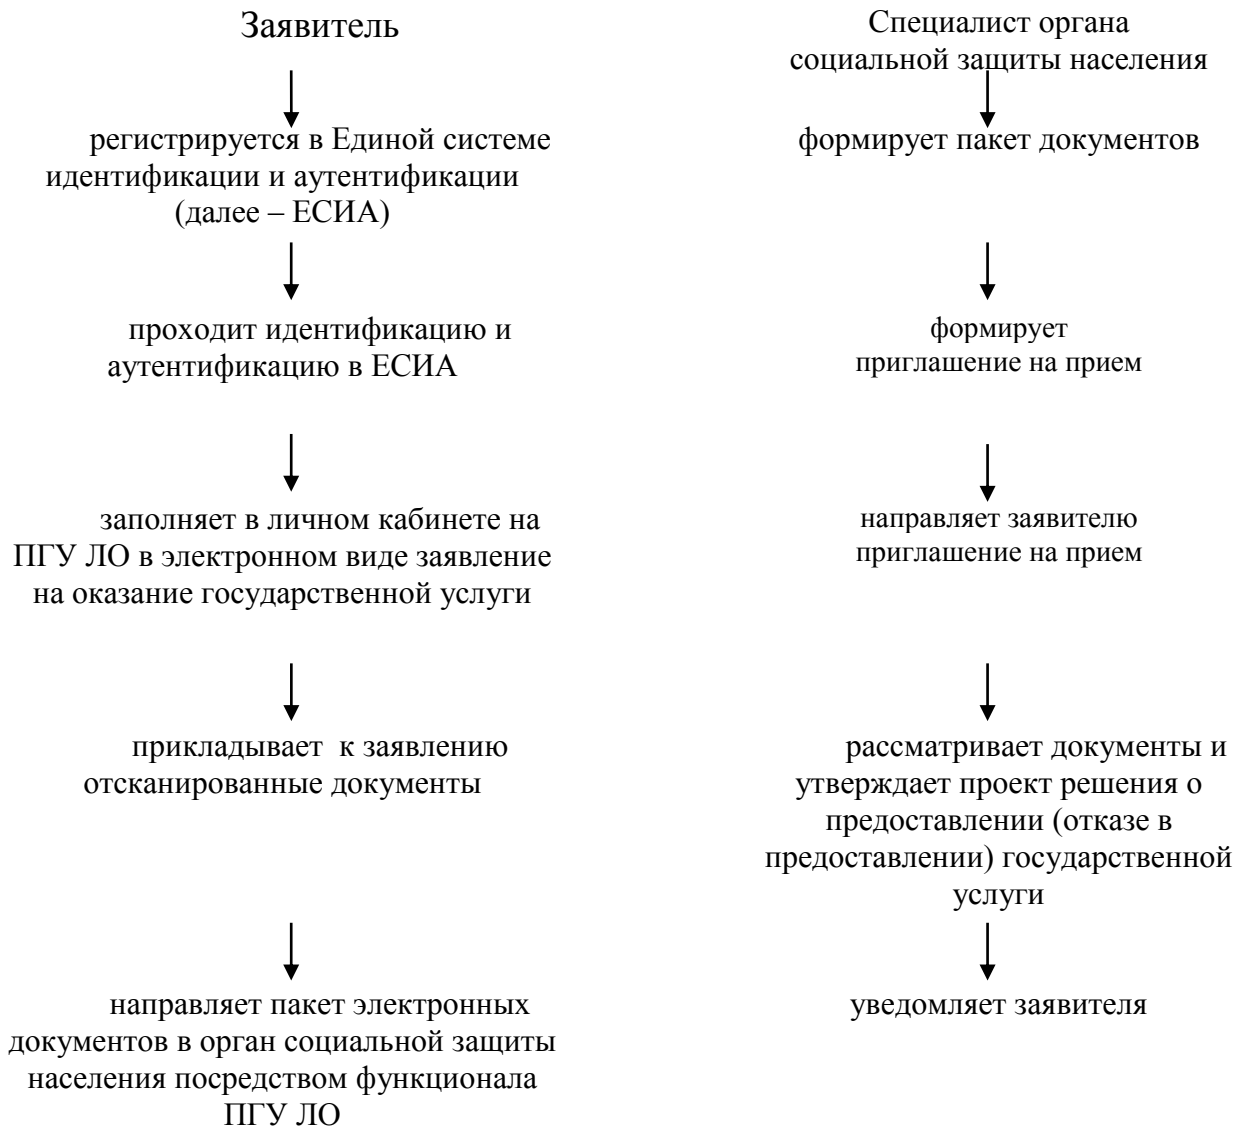 Заявитель
регистрируется в Единой системе
идентификации и аутентификации
(далее – ЕСИА)
проходит идентификацию и
аутентификацию в ЕСИА
заполняет в личном кабинете на
ПГУ ЛО в электронном виде заявление
на оказание государственной услуги
прикладывает к заявлению
отсканированные документы
направляет пакет электронных
документов в орган социальной защиты
населения посредством функционала
ПГУ ЛО
Специалист органа
социальной защиты населения
формирует пакет документов
формирует
приглашение на прием
направляет заявителю
приглашение на прием
рассматривает документы и
утверждает проект решения о
предоставлении (отказе в
предоставлении) государственной
услуги
уведомляет заявителя